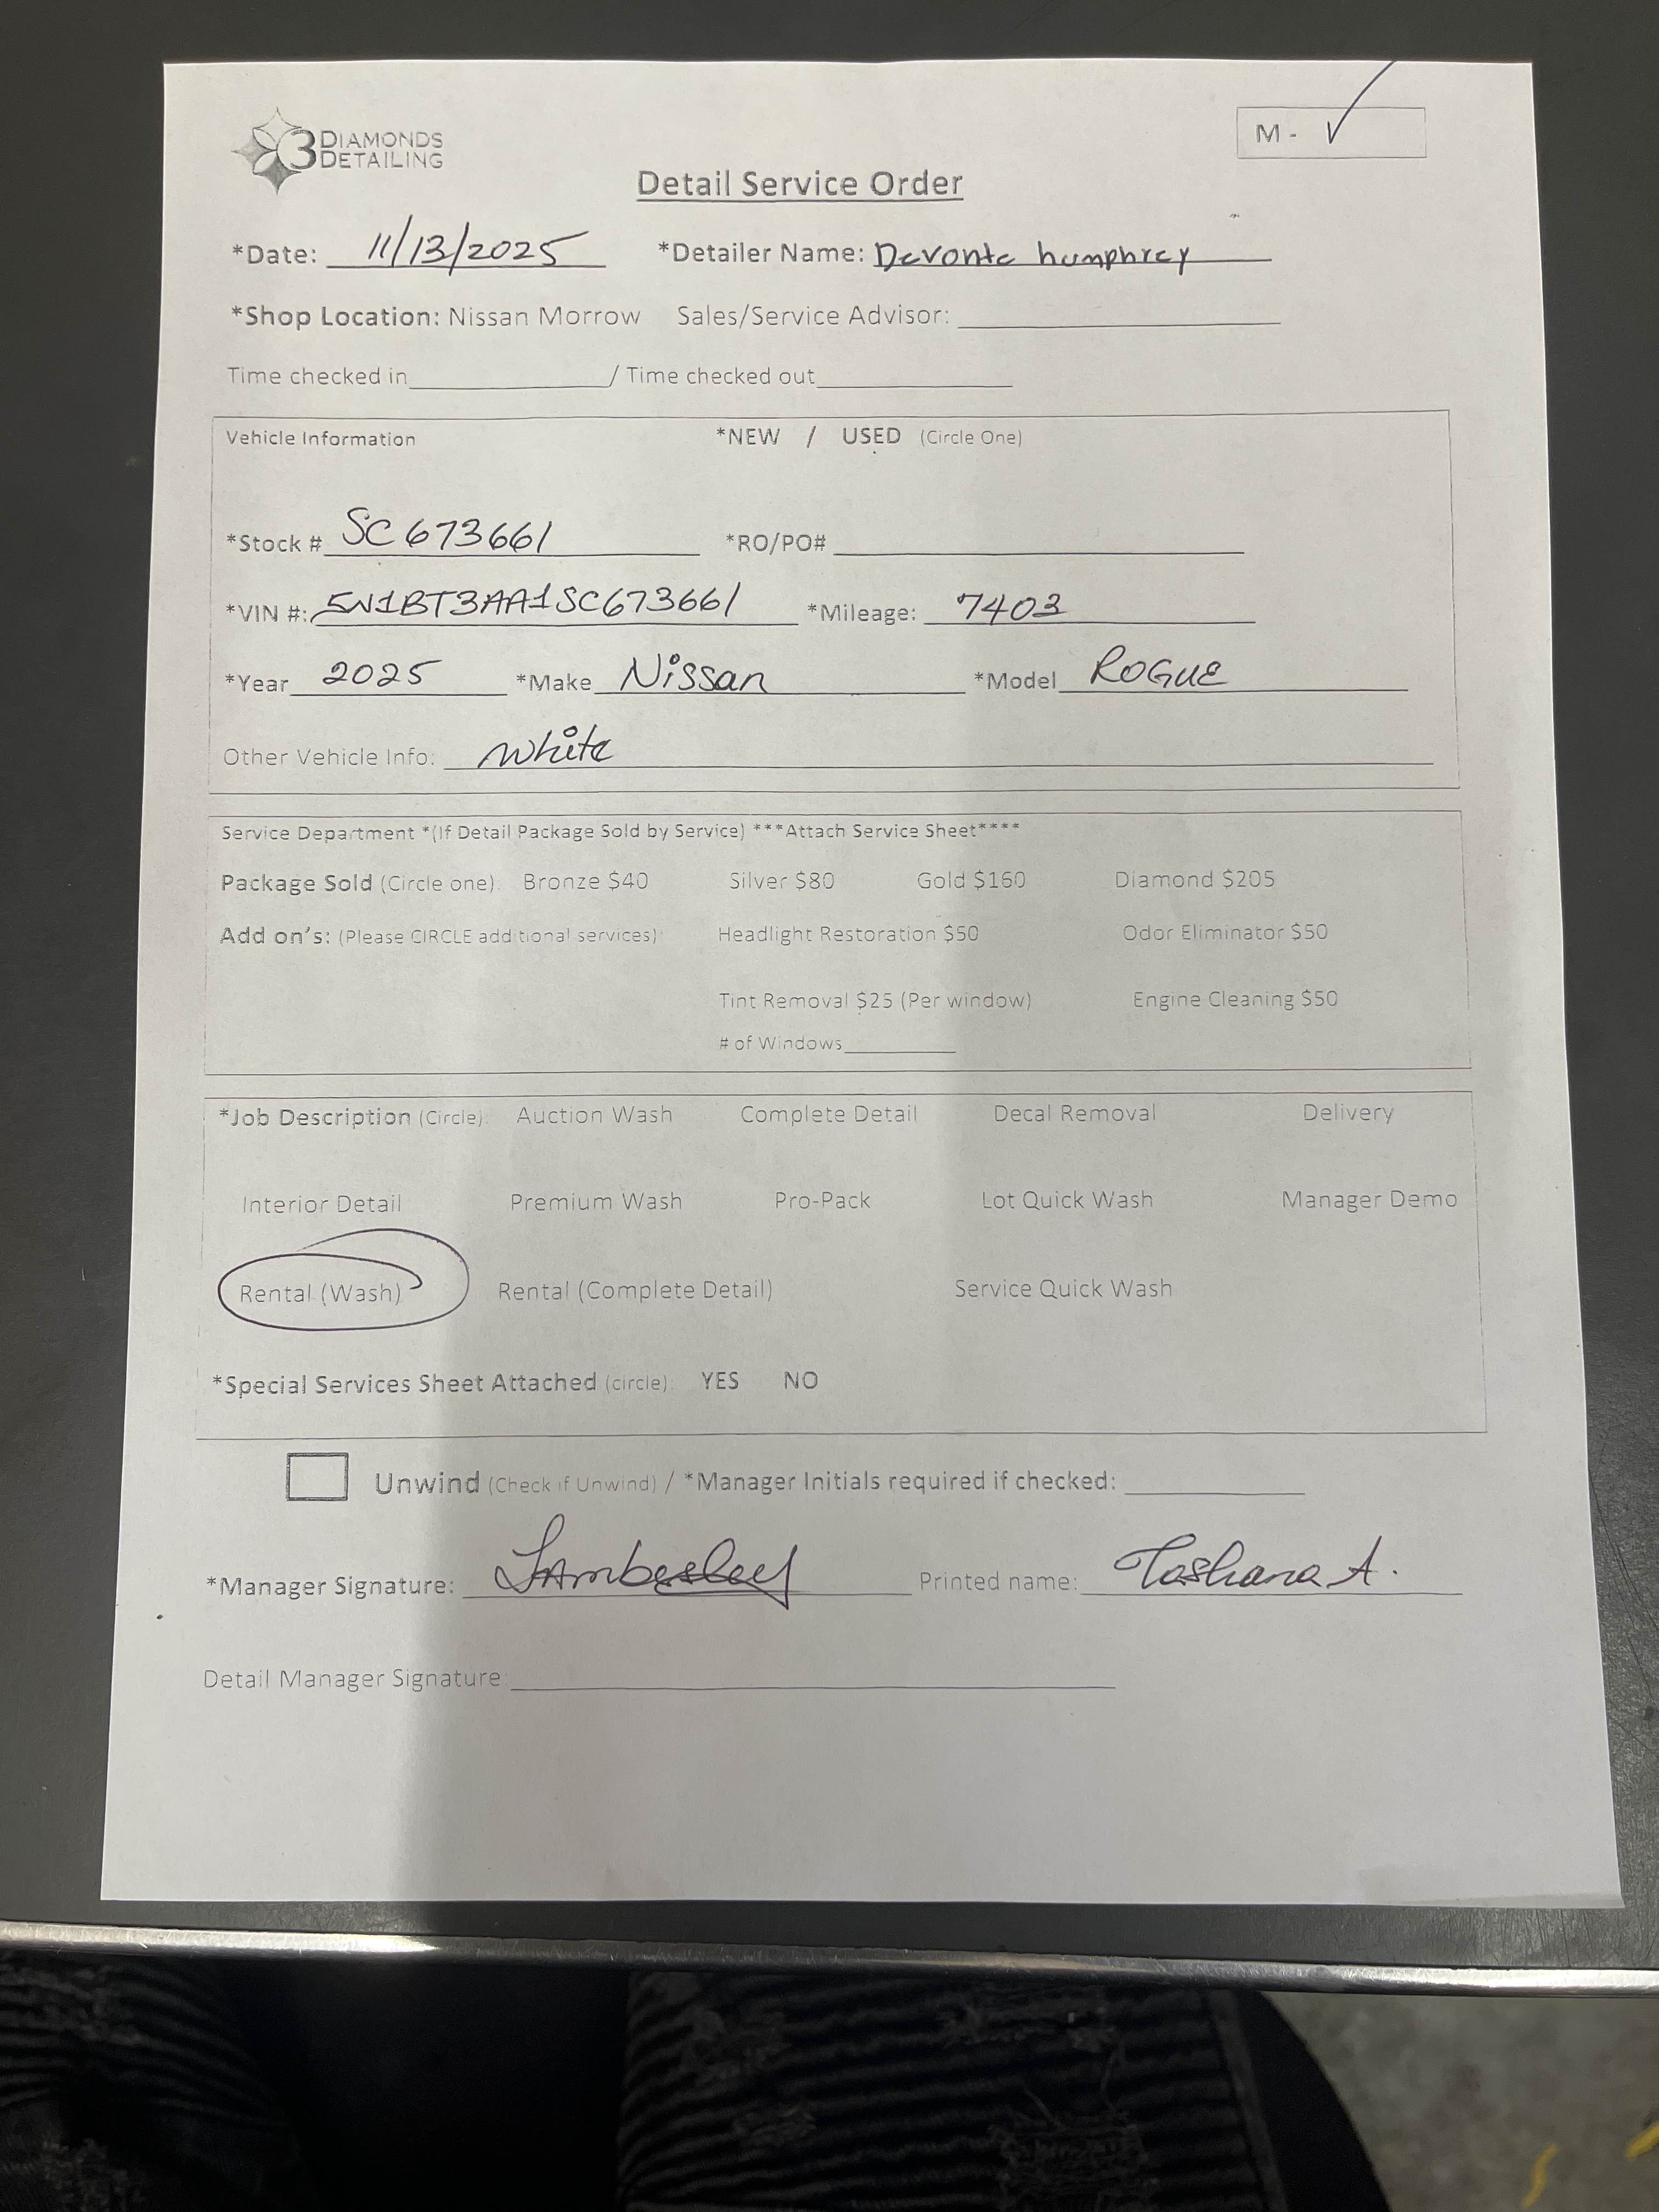 3 DIAMONDS
DETAILING
M - ✓
Detail Service Order
*Date: 11/13/2025 *Detailer Name: Devonte humphrey
*Shop Location: Nissan Morrow Sales/Service Advisor:
Time checked in / Time checked out
Vehicle Information *NEW / USED (Circle One)
*Stock # SC673661 *RO/PO#
*VIN #: 5N1BT3AA1SC673661 *Mileage: 7403
*Year 2025 *Make Nissan *Model ROGUE
Other Vehicle Info: white
Service Department *(If Detail Package Sold by Service) ***Attach Service Sheet****
Package Sold (Circle one): Bronze $40 Silver $80 Gold $160 Diamond $205
Add on's: (Please CIRCLE additional services) Headlight Restoration $50 Odor Eliminator $50
Tint Removal $25 (Per window) Engine Cleaning $50
# of Windows
*Job Description (Circle): Auction Wash Complete Detail Decal Removal Delivery
Interior Detail Premium Wash Pro-Pack Lot Quick Wash Manager Demo
Rental (Wash) Rental (Complete Detail) Service Quick Wash
*Special Services Sheet Attached (circle): YES NO
Unwind (Check if Unwind) / *Manager Initials required if checked:
*Manager Signature: Printed name: Toshana A.
Detail Manager Signature: